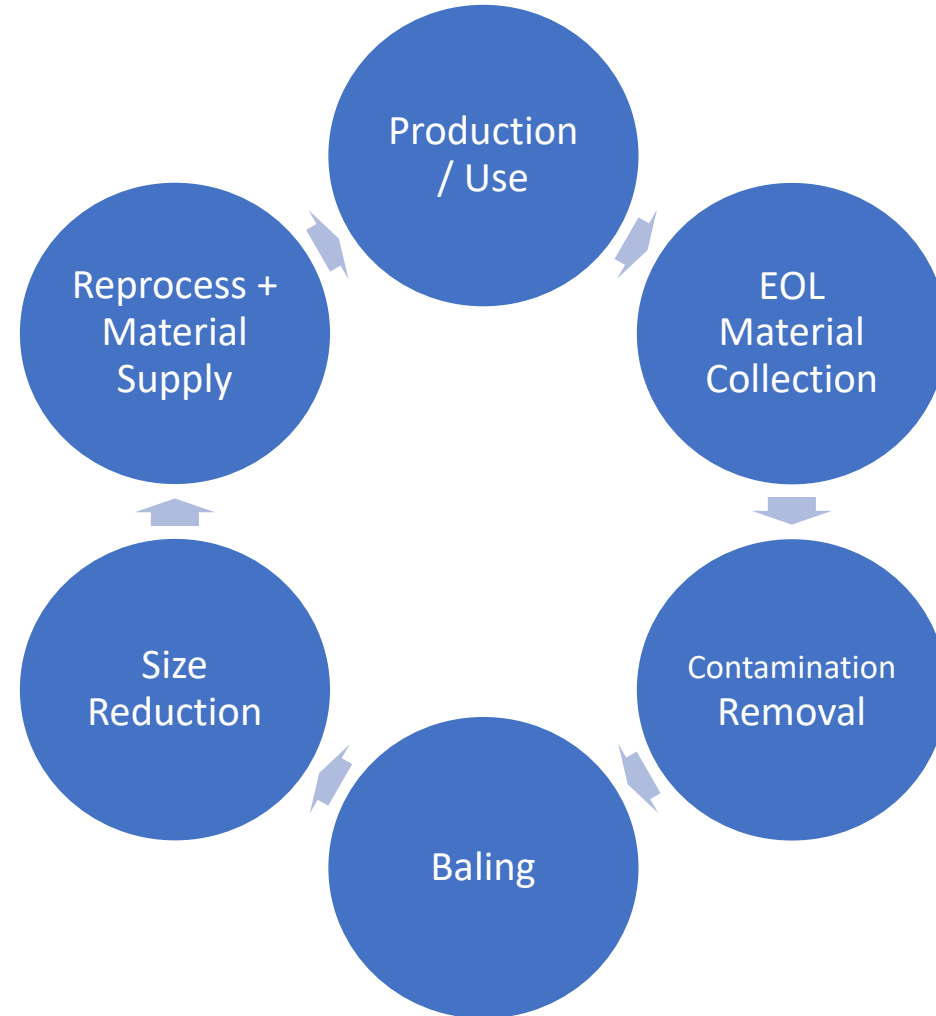 Production
/ Use
EOL
Material
Collection
Contamination
Removal
Baling
Size
Reduction
Reprocess +
Material
Supply